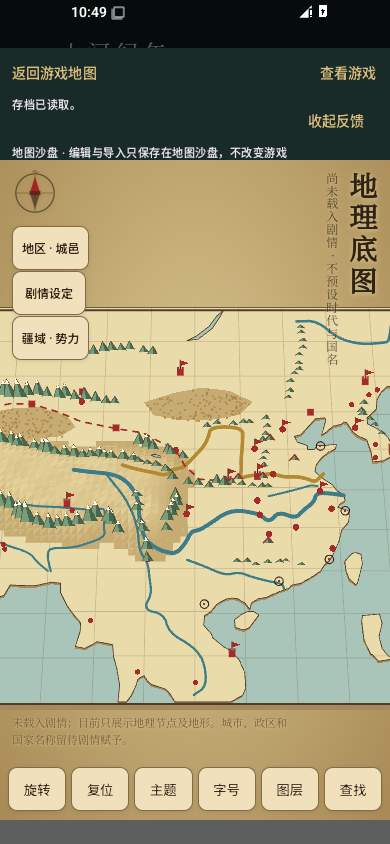 10:49
返回游戏地图
查看游戏
存档已读取。
收起反馈
地图沙盘 · 编辑与导入只保存在地图沙盘，不改变游戏
地理底图
尚未载入剧情 · 不预设时代与国名
地区 · 城邑
剧情设定
疆域 · 势力
未载入剧情；目前只展示地理节点及地形。城市、政区和
国家名称留待剧情赋予。
旋转
复位
主题
字号
图层
查找